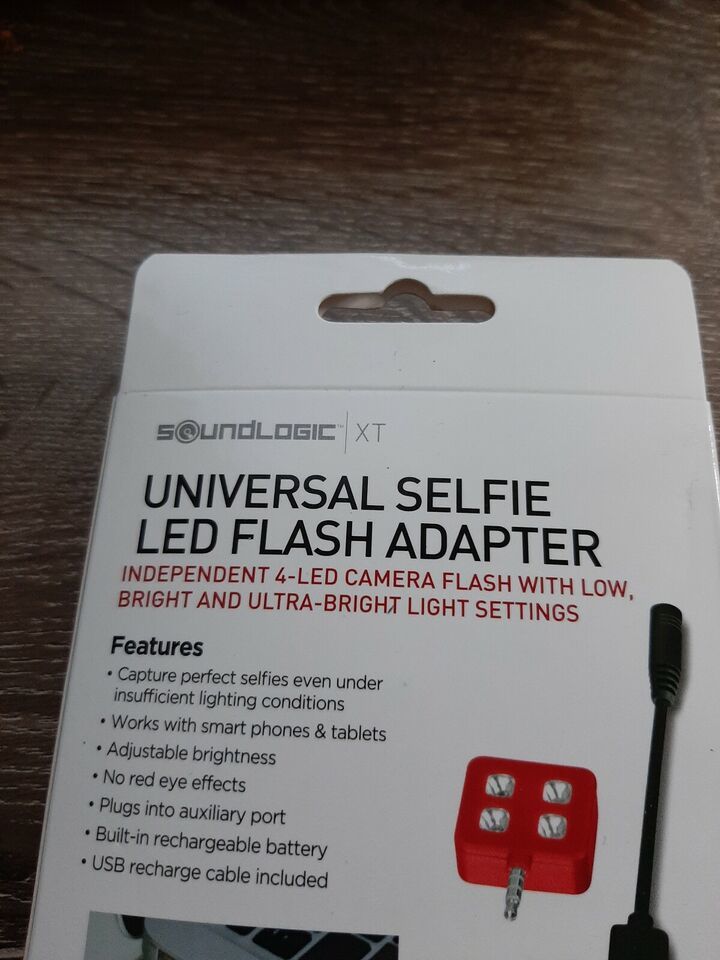 SOUNDLOGIC™ | XT
UNIVERSAL SELFIE
LED FLASH ADAPTER
INDEPENDENT 4-LED CAMERA FLASH WITH LOW,
BRIGHT AND ULTRA-BRIGHT LIGHT SETTINGS
Features
• Capture perfect selfies even under
insufficient lighting conditions
• Works with smart phones & tablets
• Adjustable brightness
• No red eye effects
• Plugs into auxiliary port
• Built-in rechargeable battery
• USB recharge cable included